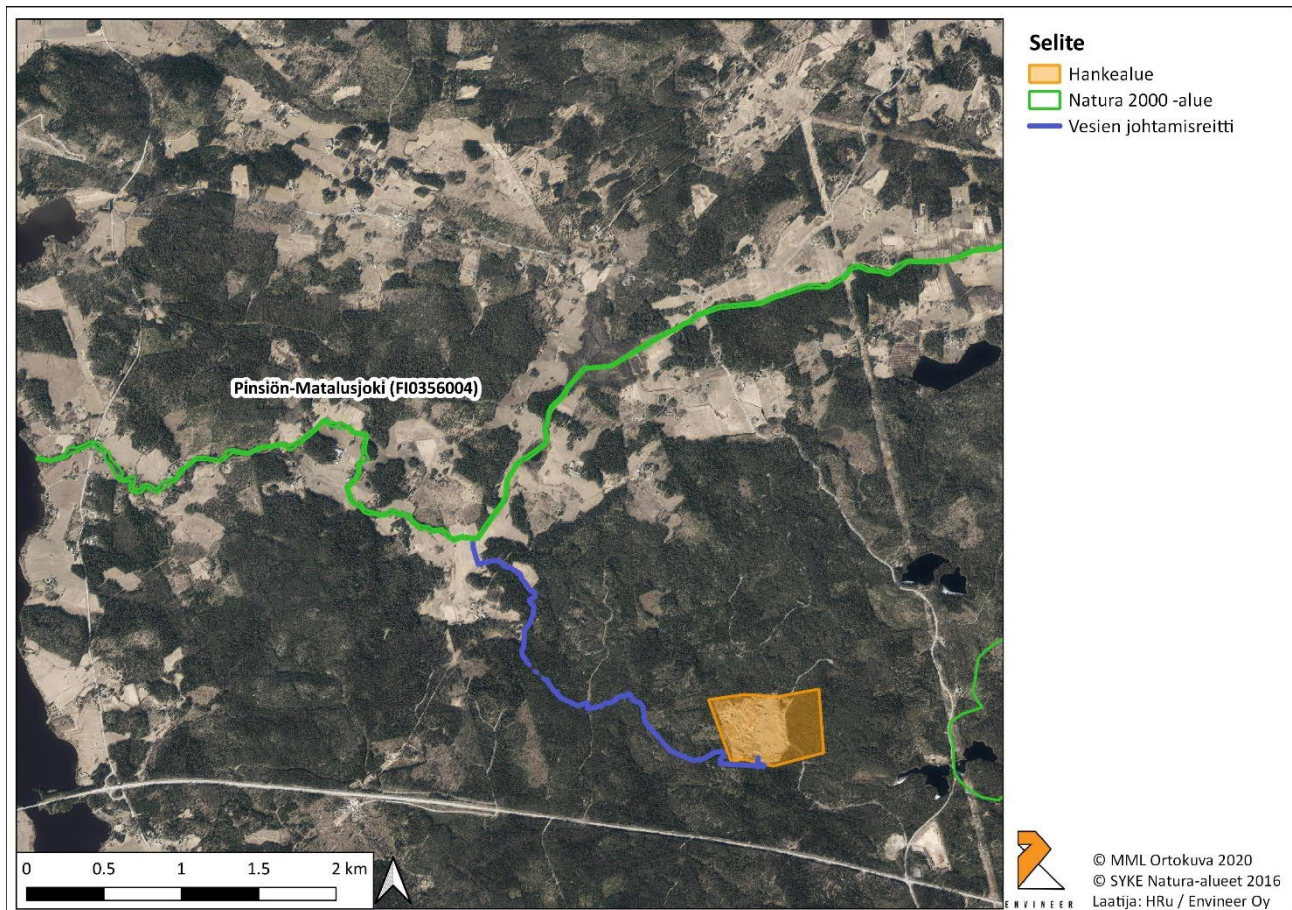 Selite
Hankealue
Natura 2000 -alue
Vesien johtamisreitti
Pinsiön-Matalusjoki (FI0356004)
0 0.5 1 1.5 2 km
ENVINEER
© MML Ortokuva 2020
© SYKE Natura-alueet 2016
Laatija: HRu / Envineer Oy